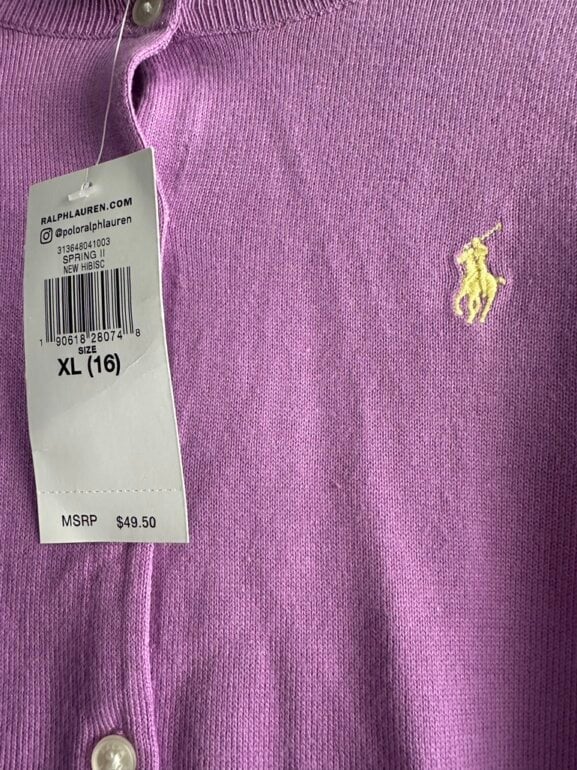 RALPHLAUREN.COM
@poloralphlauren
313648041003
SPRING II
NEW HIBISC
1 90618 28074 8
SIZE
XL (16)
MSRP $49.50